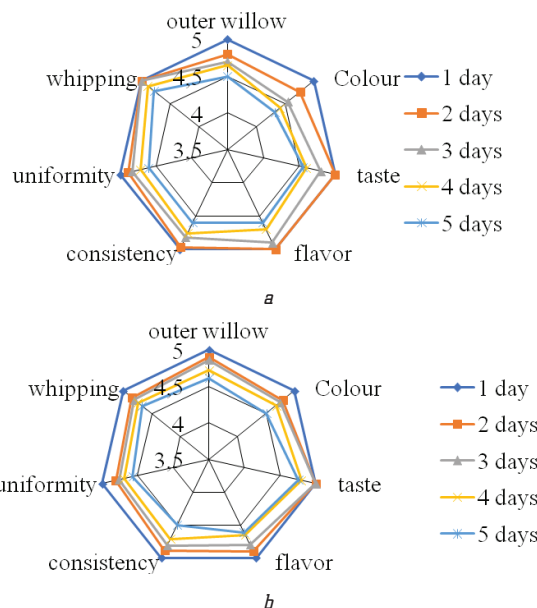 outer willow
5
whipping
4.5
Colour
4
3.5
uniformity
taste
consistency
flavor
1 day
2 days
3 days
4 days
5 days
a
outer willow
5
whipping
4.5
Colour
4
3.5
uniformity
taste
consistency
flavor
1 day
2 days
3 days
4 days
5 days
b